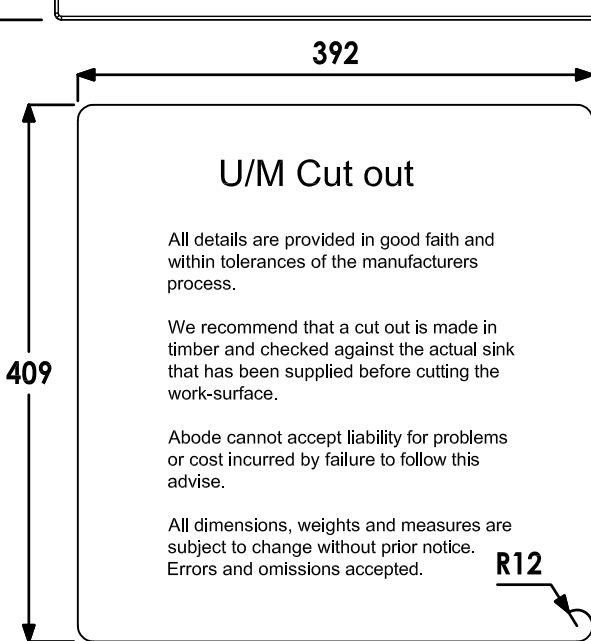 392
U/M Cut out
All details are provided in good faith and
within tolerances of the manufacturers
process.
We recommend that a cut out is made in
timber and checked against the actual sink
that has been supplied before cutting the
work-surface.
409
Abode cannot accept liability for problems
or cost incurred by failure to follow this
advise.
All dimensions, weights and measures are
subject to change without prior notice.
Errors and omissions accepted.
R12